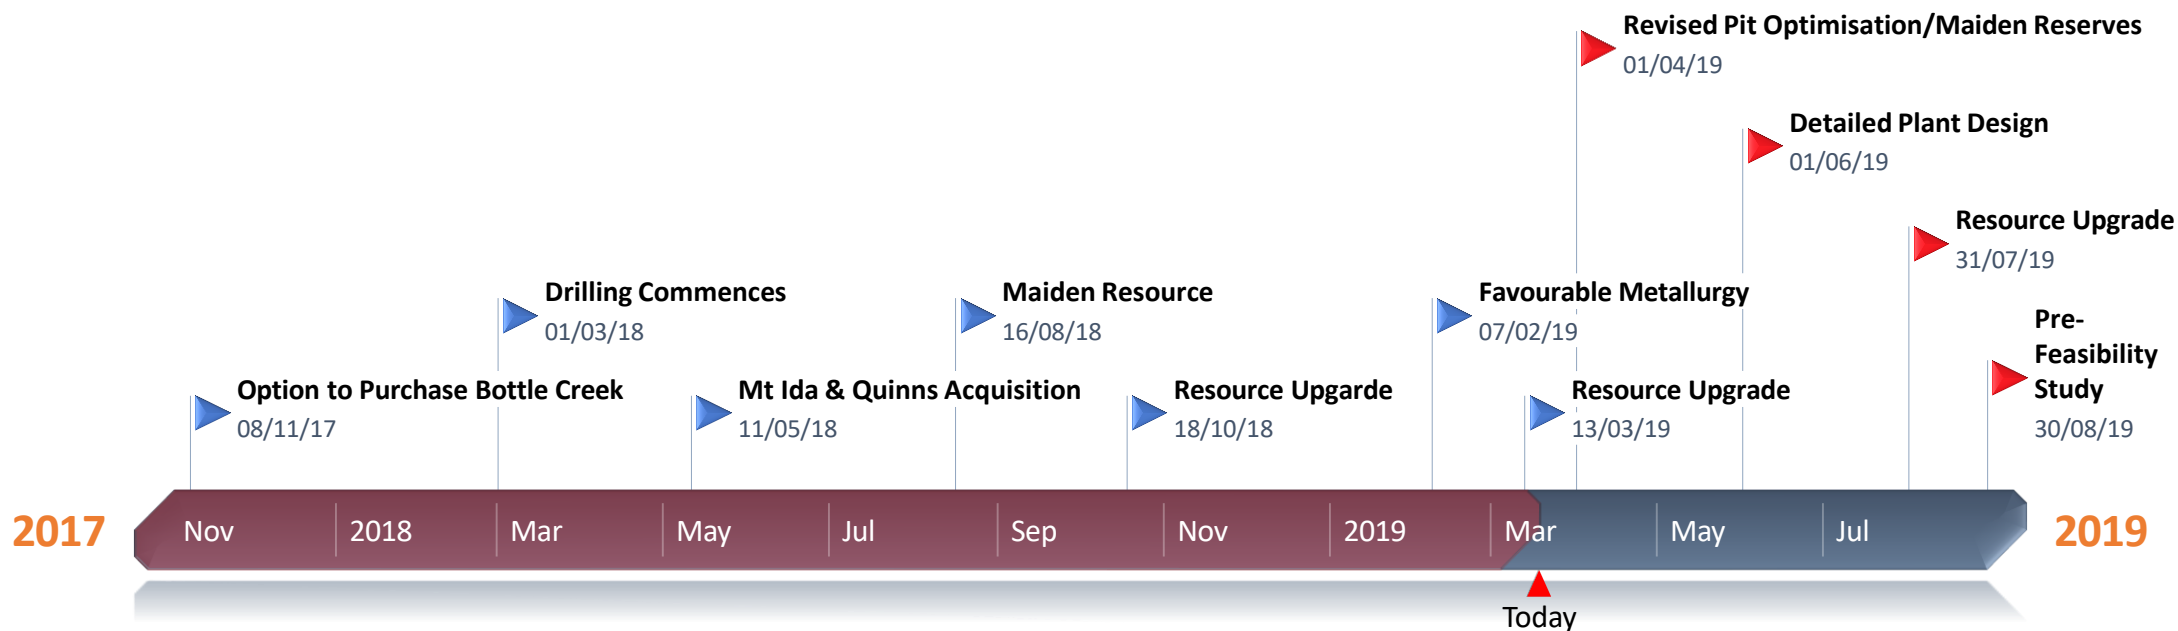 Revised Pit Optimisation/Maiden Reserves
01/04/19
Detailed Plant Design
01/06/19
Resource Upgrade
31/07/19
Drilling Commences
01/03/18
Maiden Resource
16/08/18
Favourable Metallurgy
07/02/19
Pre-
Feasibility
Study
30/08/19
Option to Purchase Bottle Creek
08/11/17
Mt Ida & Quinns Acquisition
11/05/18
Resource Upgarde
18/10/18
Resource Upgrade
13/03/19
2017
Nov
2018
Mar
May
Jul
Sep
Nov
2019
Mar
May
Jul
2019
Today